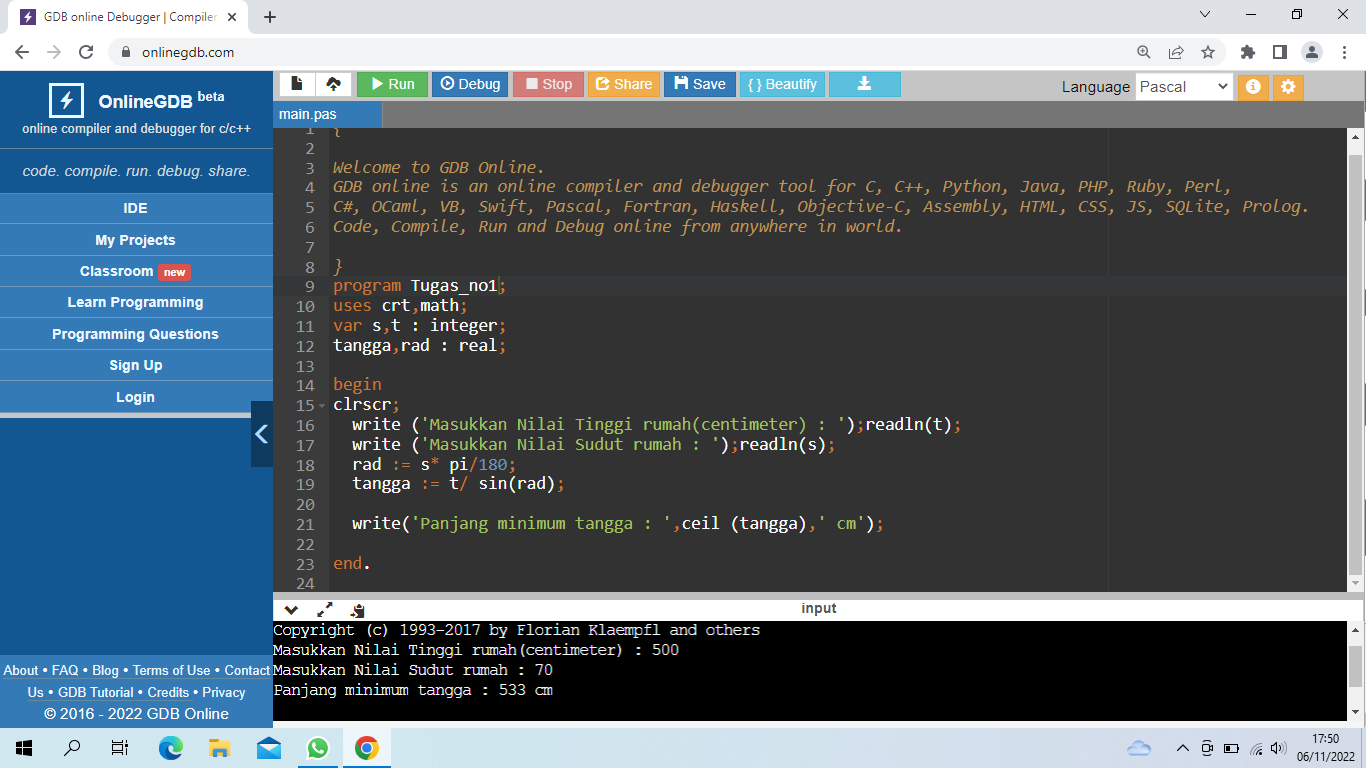 GDB online Debugger | Compiler
onlinegdb.com
OnlineGDB beta
online compiler and debugger for c/c++
code. compile. run. debug. share.
IDE
My Projects
Classroom new
Learn Programming
Programming Questions
Sign Up
Login
About • FAQ • Blog • Terms of Use • Contact
Us • GDB Tutorial • Credits • Privacy
© 2016 - 2022 GDB Online
Run Debug Stop Share Save { } Beautify Language Pascal
main.pas
1 {
2
3 Welcome to GDB Online.
4 GDB online is an online compiler and debugger tool for C, C++, Python, Java, PHP, Ruby, Perl,
5 C#, OCaml, VB, Swift, Pascal, Fortran, Haskell, Objective-C, Assembly, HTML, CSS, JS, SQLite, Prolog.
6 Code, Compile, Run and Debug online from anywhere in world.
7
8 }
9 program Tugas_no1;
10 uses crt,math;
11 var s,t : integer;
12 tangga,rad : real;
13
14 begin
15 clrscr;
16 write ('Masukkan Nilai Tinggi rumah(centimeter) : ');readln(t);
17 write ('Masukkan Nilai Sudut rumah : ');readln(s);
18 rad := s* pi/180;
19 tangga := t/ sin(rad);
20
21 write('Panjang minimum tangga : ',ceil (tangga),' cm');
22
23 end.
24
input
Copyright (c) 1993-2017 by Florian Klaempfl and others
Masukkan Nilai Tinggi rumah(centimeter) : 500
Masukkan Nilai Sudut rumah : 70
Panjang minimum tangga : 533 cm
17:50
06/11/2022